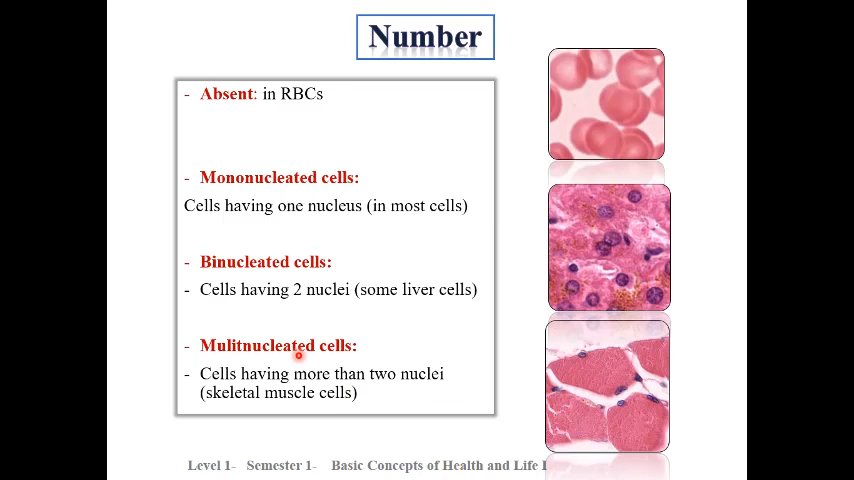 Number
- Absent: in RBCs
- Mononucleated cells:
Cells having one nucleus (in most cells)
- Binucleated cells:
- Cells having 2 nuclei (some liver cells)
- Mulitnucleated cells:
- Cells having more than two nuclei
(skeletal muscle cells)
Level 1- Semester 1- Basic Concepts of Health and Life